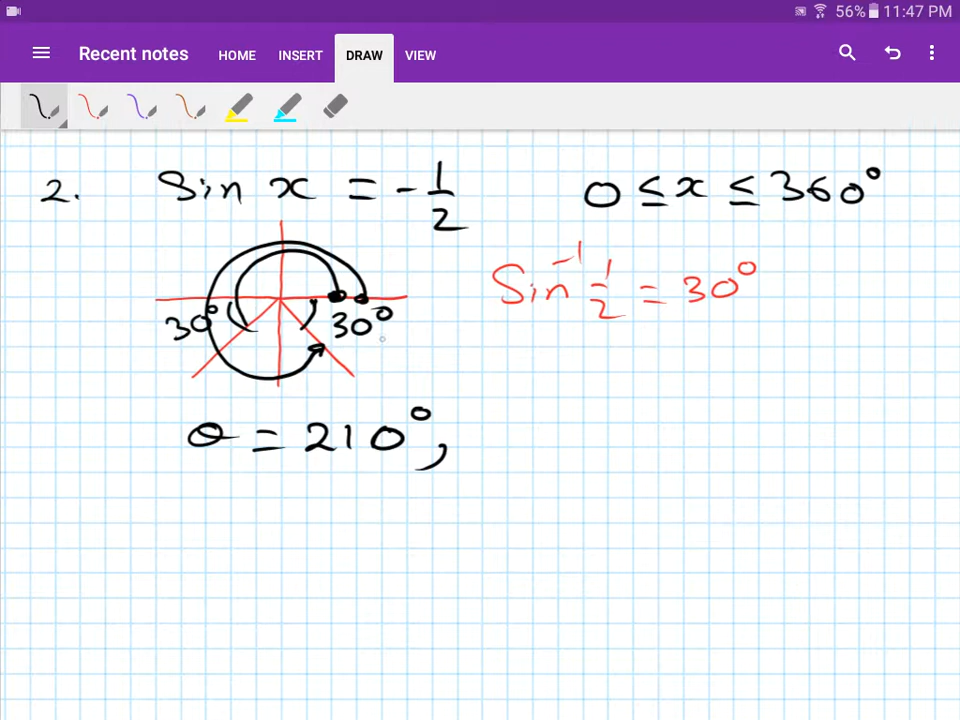 56% 11:47 PM
Recent notes HOME INSERT DRAW VIEW
2. Sin x = -1/2 0 ≤ x ≤ 360°
Sin⁻¹ 1/2 = 30°
30° 30°
θ = 210°,